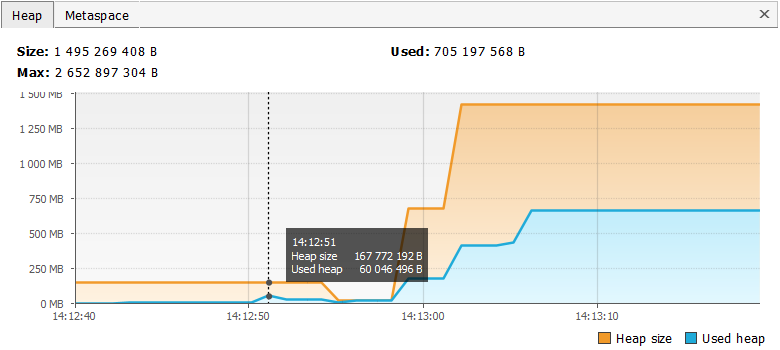 Heap Metaspace
Size: 1 495 269 408 B Used: 705 197 568 B
Max: 2 652 897 304 B
1 500 MB
1 250 MB
1 000 MB
750 MB
500 MB
250 MB
0 MB
14:12:51
Heap size 167 772 192 B
Used heap 60 046 496 B
14:12:40 14:12:50 14:13:00 14:13:10
Heap size Used heap